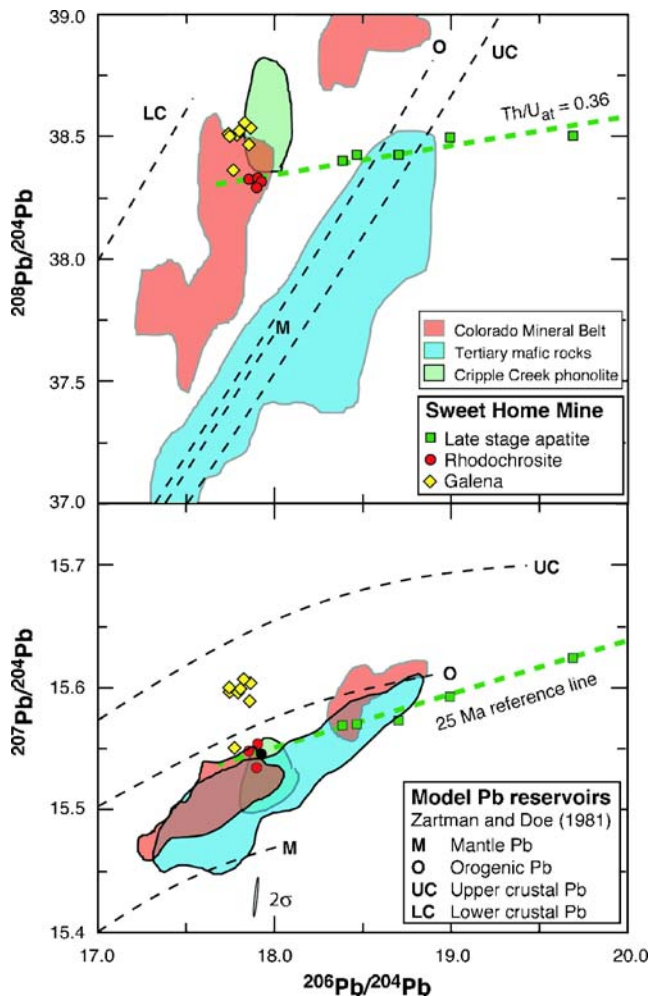 39.0
O
UC
LC
Th/Uat = 0.36
38.5
208Pb/204Pb
38.0
M
Colorado Mineral Belt
Tertiary mafic rocks
Cripple Creek phonolite
37.5
Sweet Home Mine
Late stage apatite
Rhodochrosite
Galena
37.0
15.7
UC
207Pb/204Pb
15.6
O
25 Ma reference line
15.5
Model Pb reservoirs
Zartman and Doe (1981)
M Mantle Pb
O Orogenic Pb
UC Upper crustal Pb
LC Lower crustal Pb
M
2σ
15.4
17.0 18.0 19.0 20.0
206Pb/204Pb